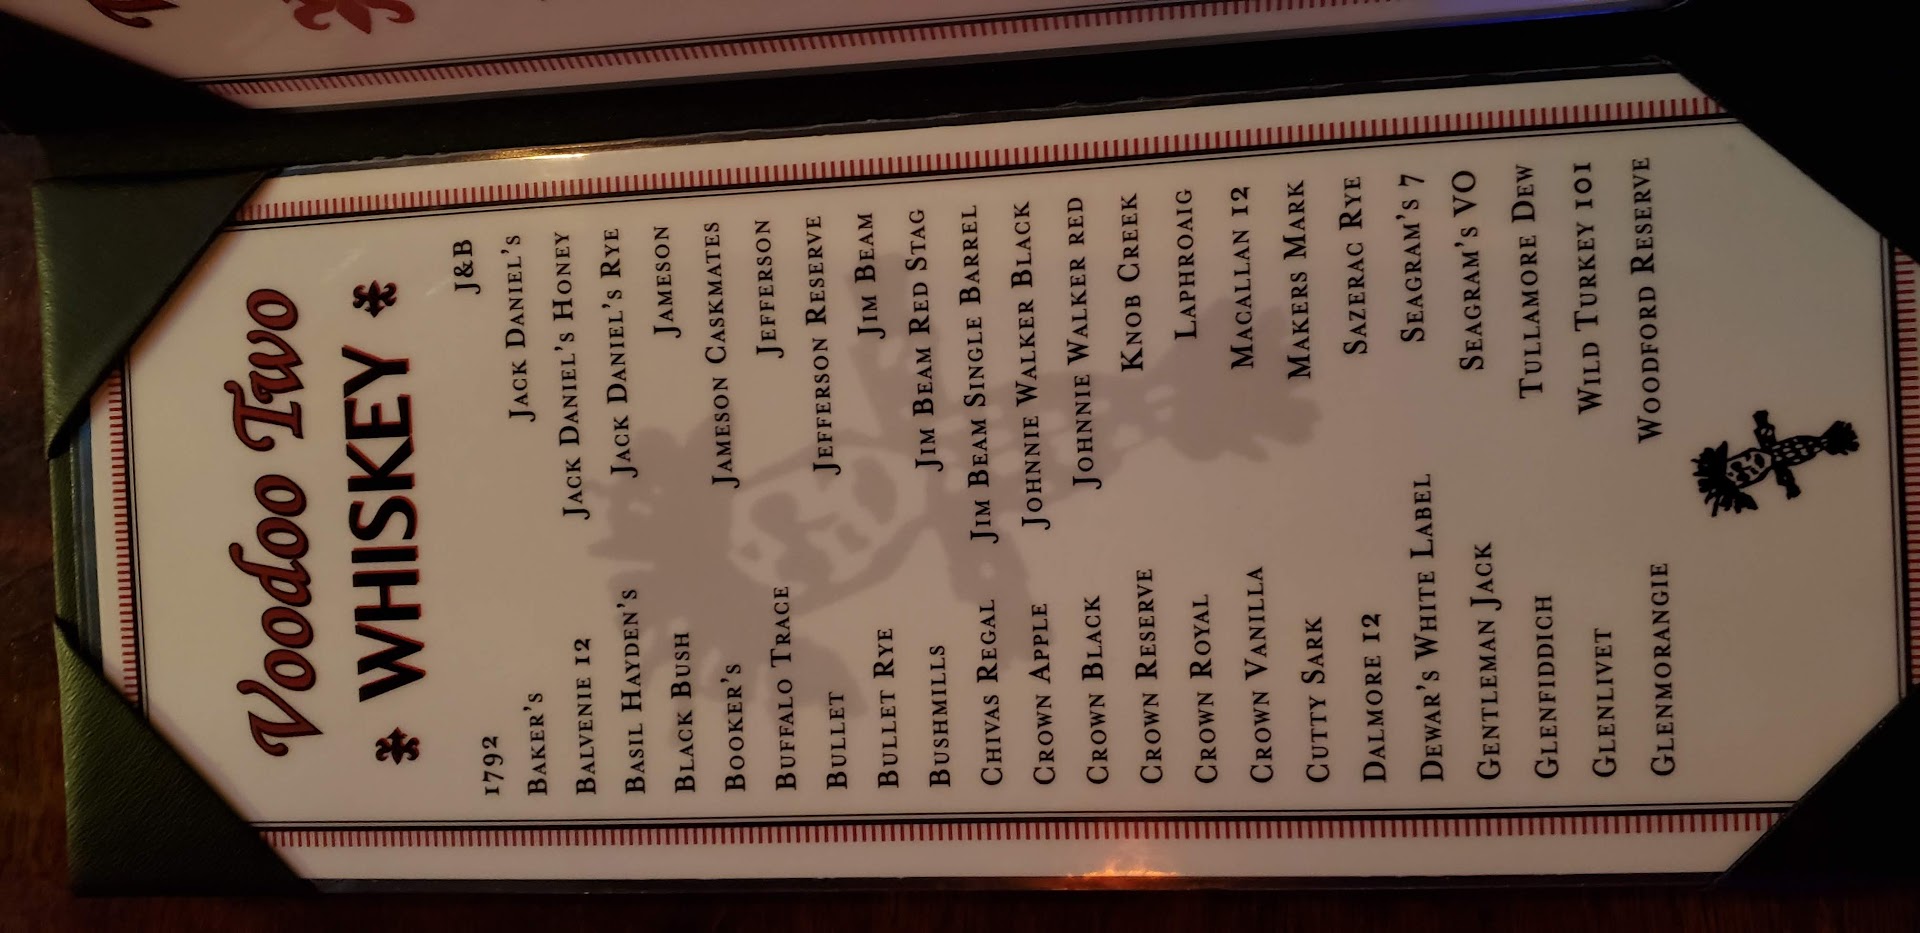 Voodoo Two
WHISKEY
1792
Baker's
Balvenie 12
Basil Hayden's
Black Bush
Booker's
Buffalo Trace
Bullet
Bullet Rye
Bushmills
Chivas Regal
Crown Apple
Crown Black
Crown Reserve
Crown Royal
Crown Vanilla
Cutty Sark
Dalmore 12
Dewar's White Label
Gentleman Jack
Glenfiddich
Glenlivet
Glenmorangie
J&B
Jack Daniel's
Jack Daniel's Honey
Jack Daniel's Rye
Jameson
Jameson Caskmates
Jefferson
Jefferson Reserve
Jim Beam
Jim Beam Red Stag
Jim Beam Single Barrel
Johnnie Walker Black
Johnnie Walker red
Knob Creek
Laphroaig
Macallan 12
Makers Mark
Sazerac Rye
Seagram's 7
Seagram's VO
Tullamore Dew
Wild Turkey 101
Woodford Reserve